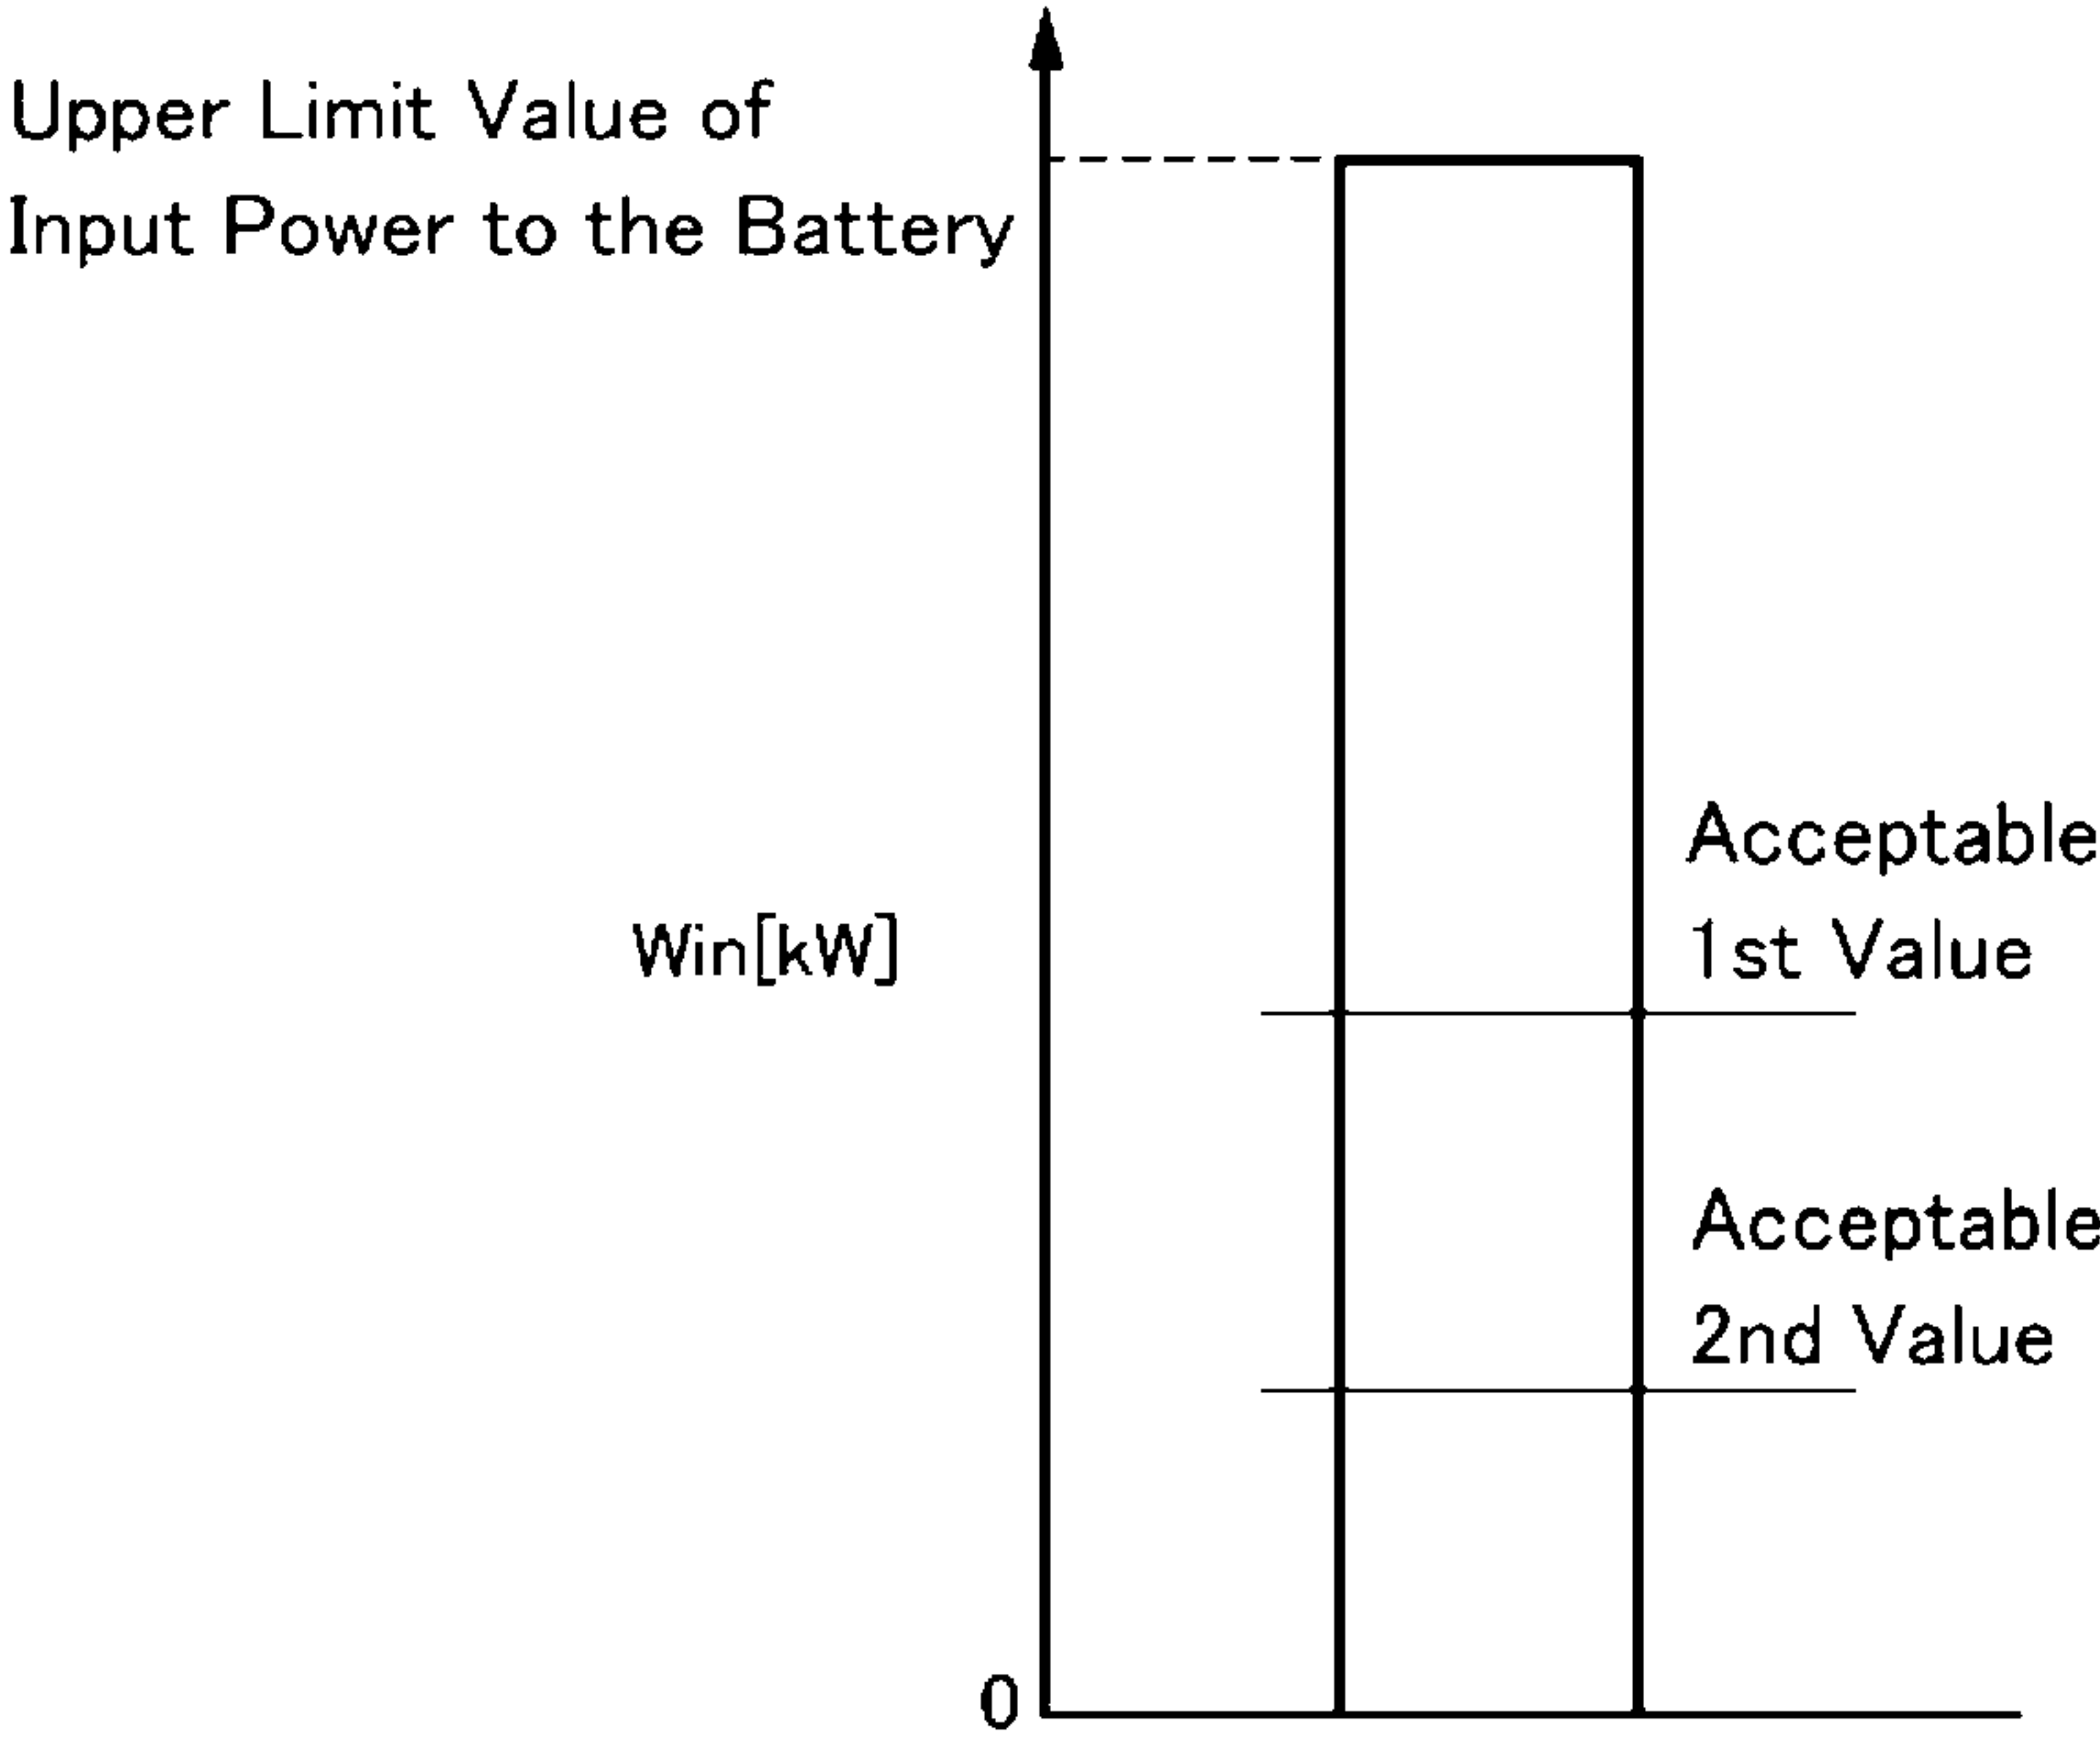 Upper Limit Value of
Input Power to the Battery
Acceptable
1st Value
Win[kW]
Acceptable
2nd Value
0